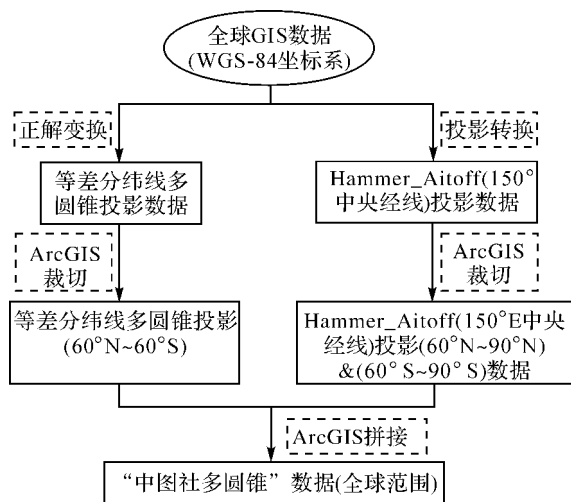 全球GIS数据
(WGS-84坐标系)
正解变换
投影转换
等差分纬线多
圆锥投影数据
Hammer_Aitoff(150°
中央经线)投影数据
ArcGIS
裁切
ArcGIS
裁切
等差分纬线多圆锥投影
(60°N~60°S)
Hammer_Aitoff(150°E中央
经线)投影(60°N~90°N)
&(60°S~90°S)数据
ArcGIS拼接
“中图社多圆锥”数据(全球范围)